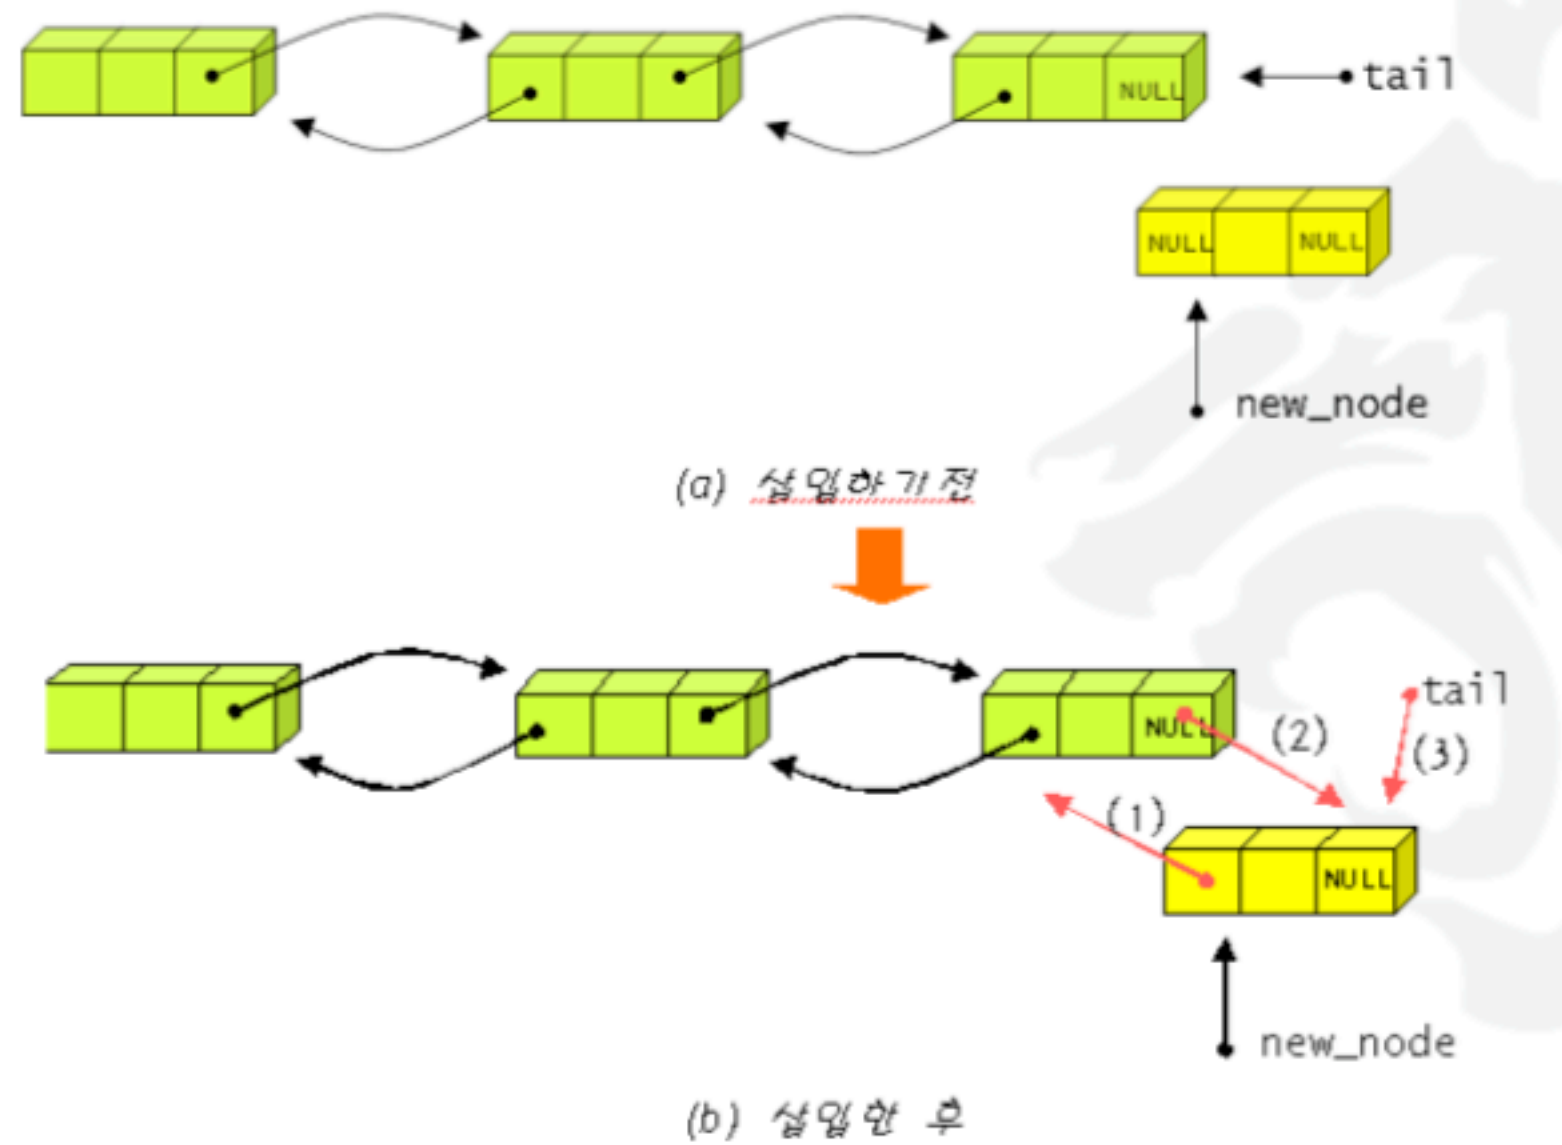 NULL
tail
NULL NULL
new_node
(a) 삽입하기전
tail
NULL
(2)
(3)
(1)
NULL
new_node
(b) 삽입한 후